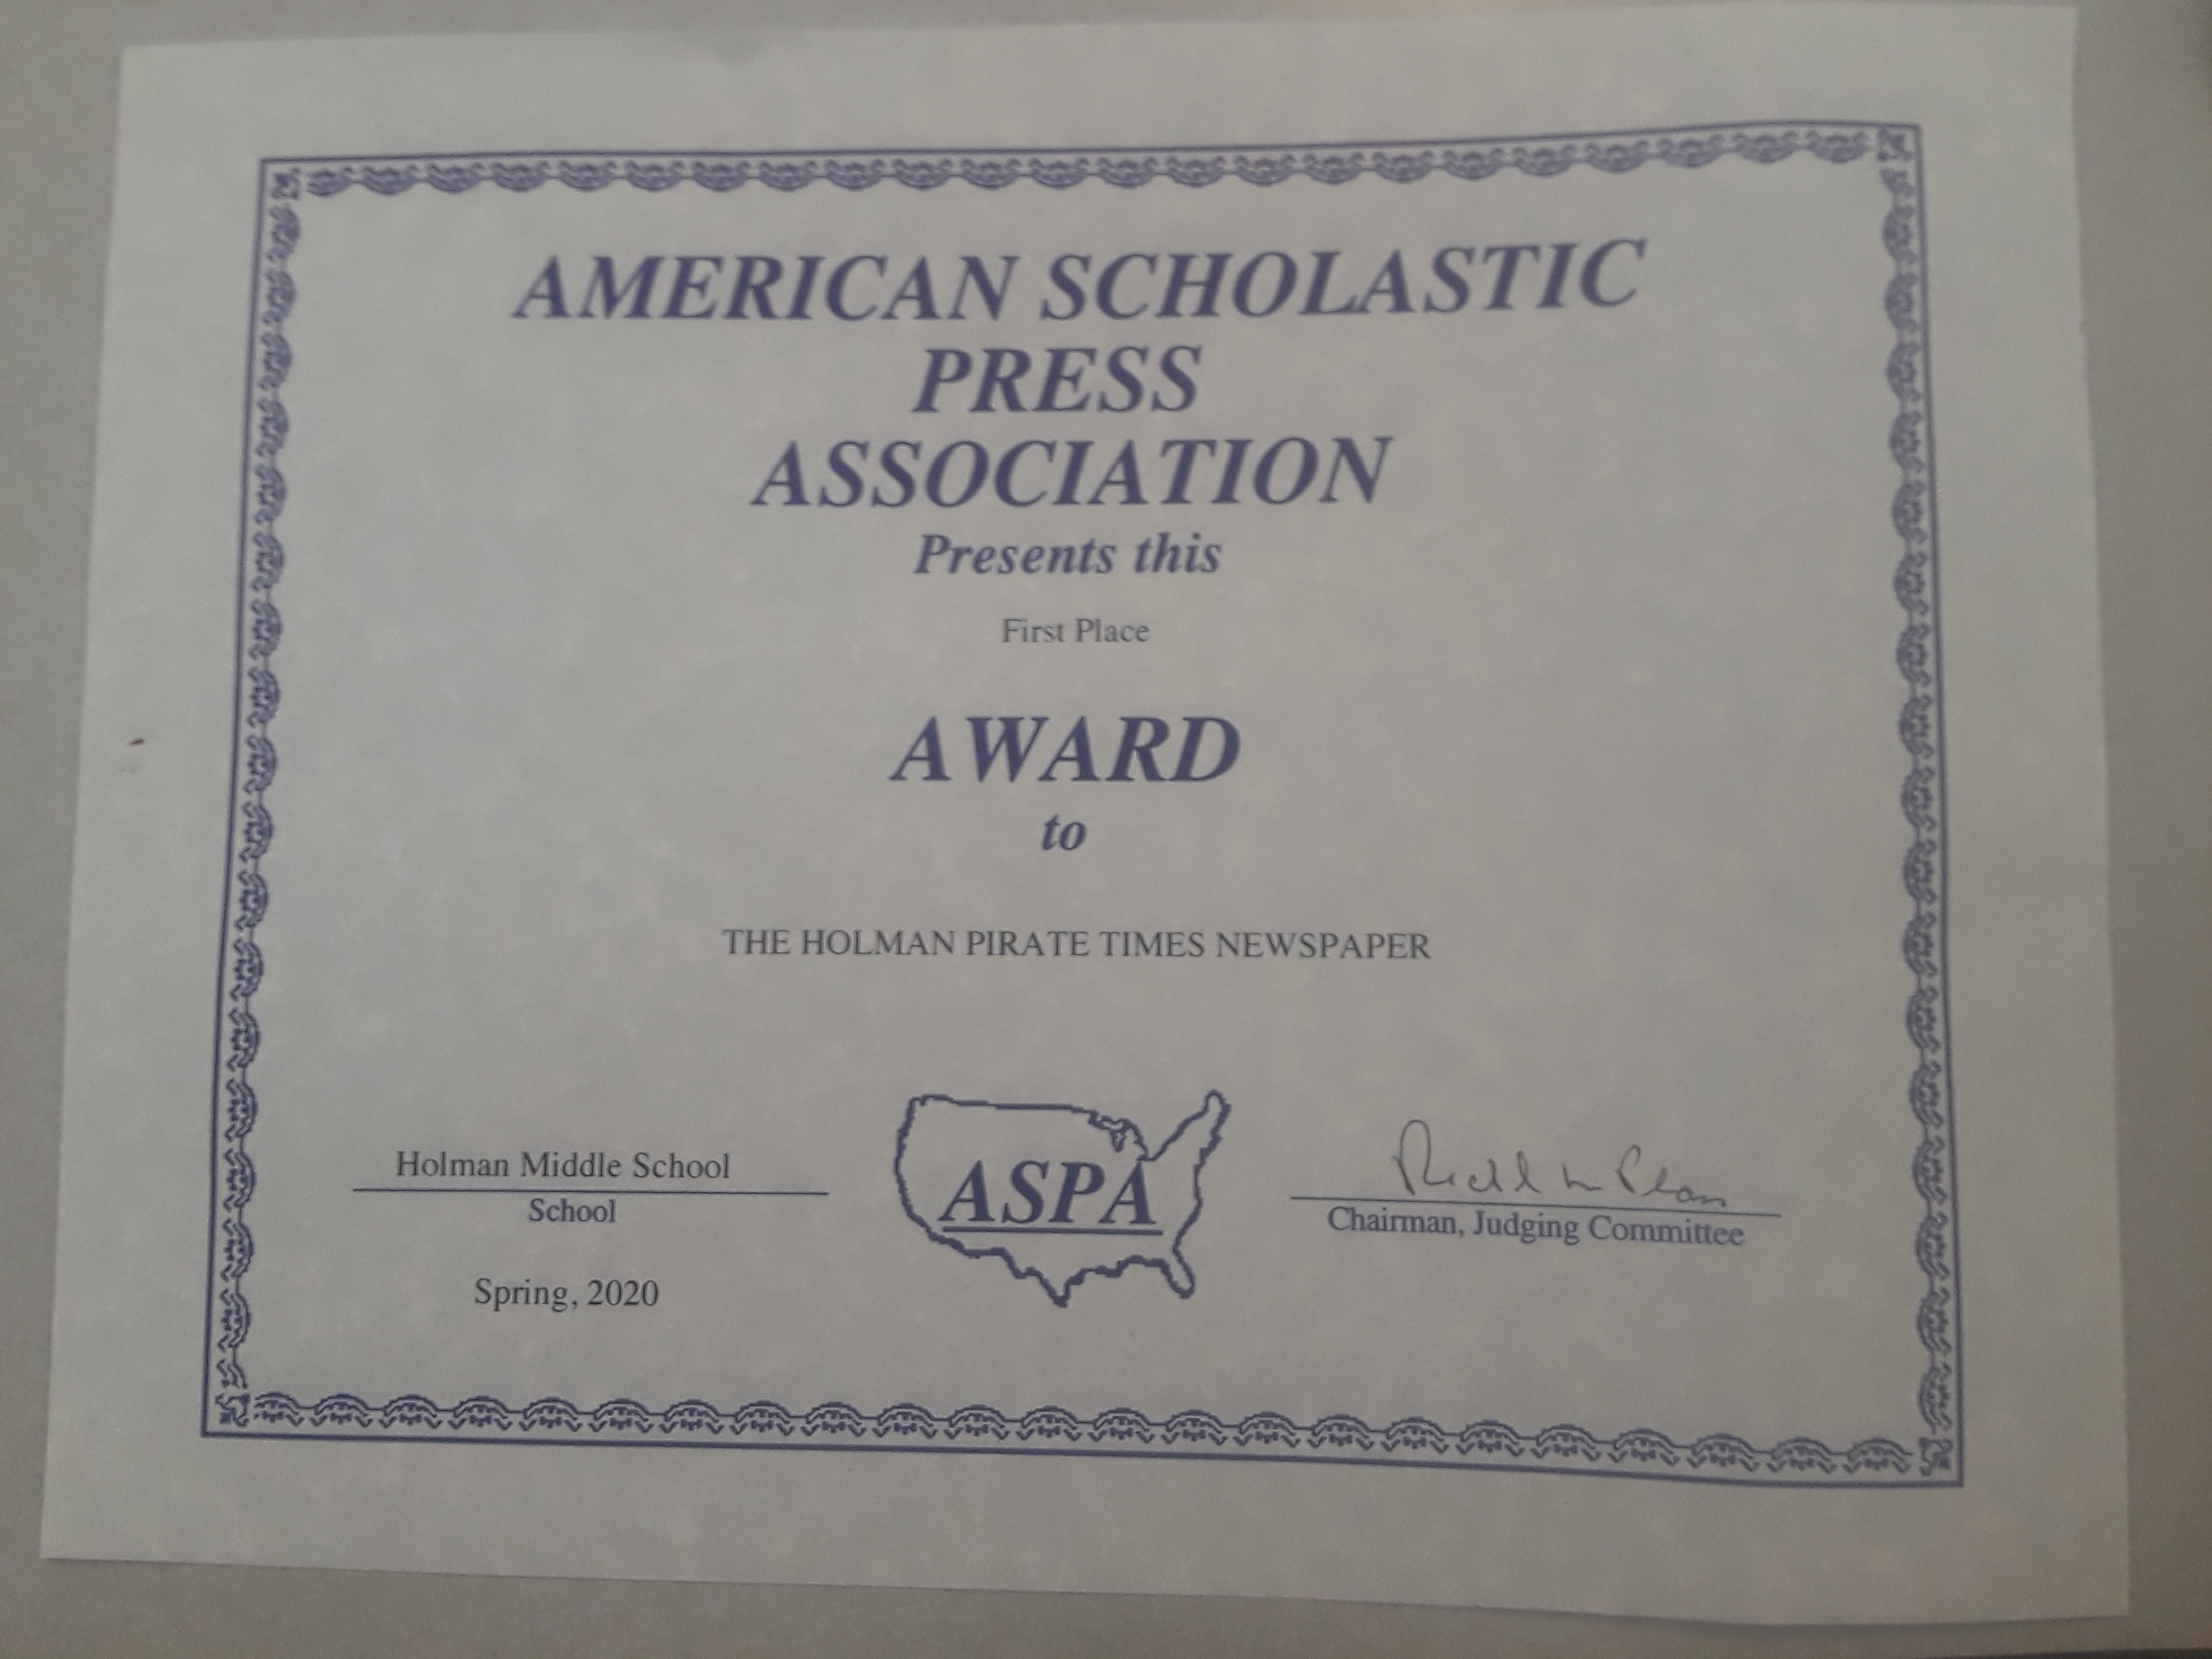 AMERICAN SCHOLASTIC
PRESS
ASSOCIATION
Presents this
First Place
AWARD
to
THE HOLMAN PIRATE TIMES NEWSPAPER
Holman Middle School
School
Spring, 2020
ASPA
Chairman, Judging Committee